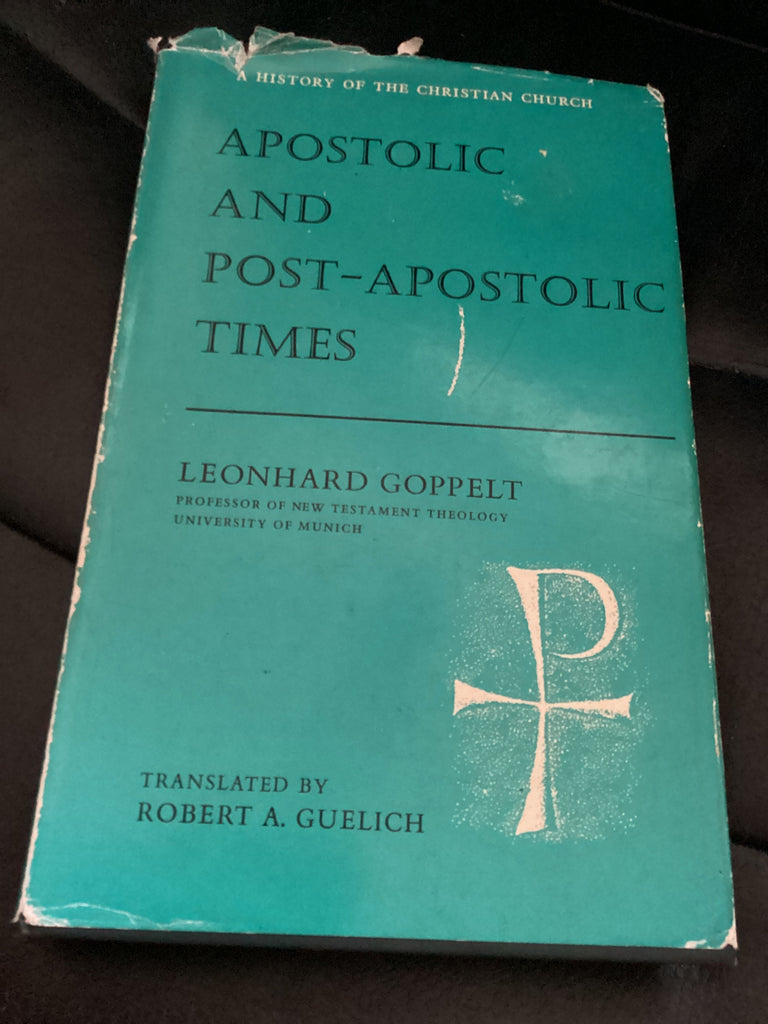 A HISTORY OF THE CHRISTIAN CHURCH
APOSTOLIC
AND
POST-APOSTOLIC
TIMES
LEONHARD GOPPELT
PROFESSOR OF NEW TESTAMENT THEOLOGY
UNIVERSITY OF MUNICH
TRANSLATED BY
ROBERT A. GUELICH